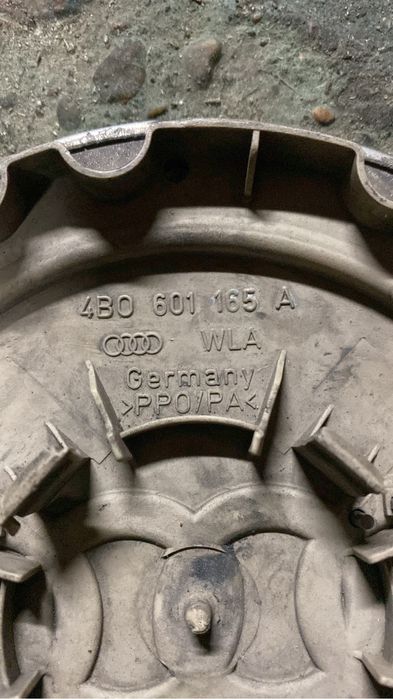 4B0 601 165 A
WLA
Germany
>PPO/PA<